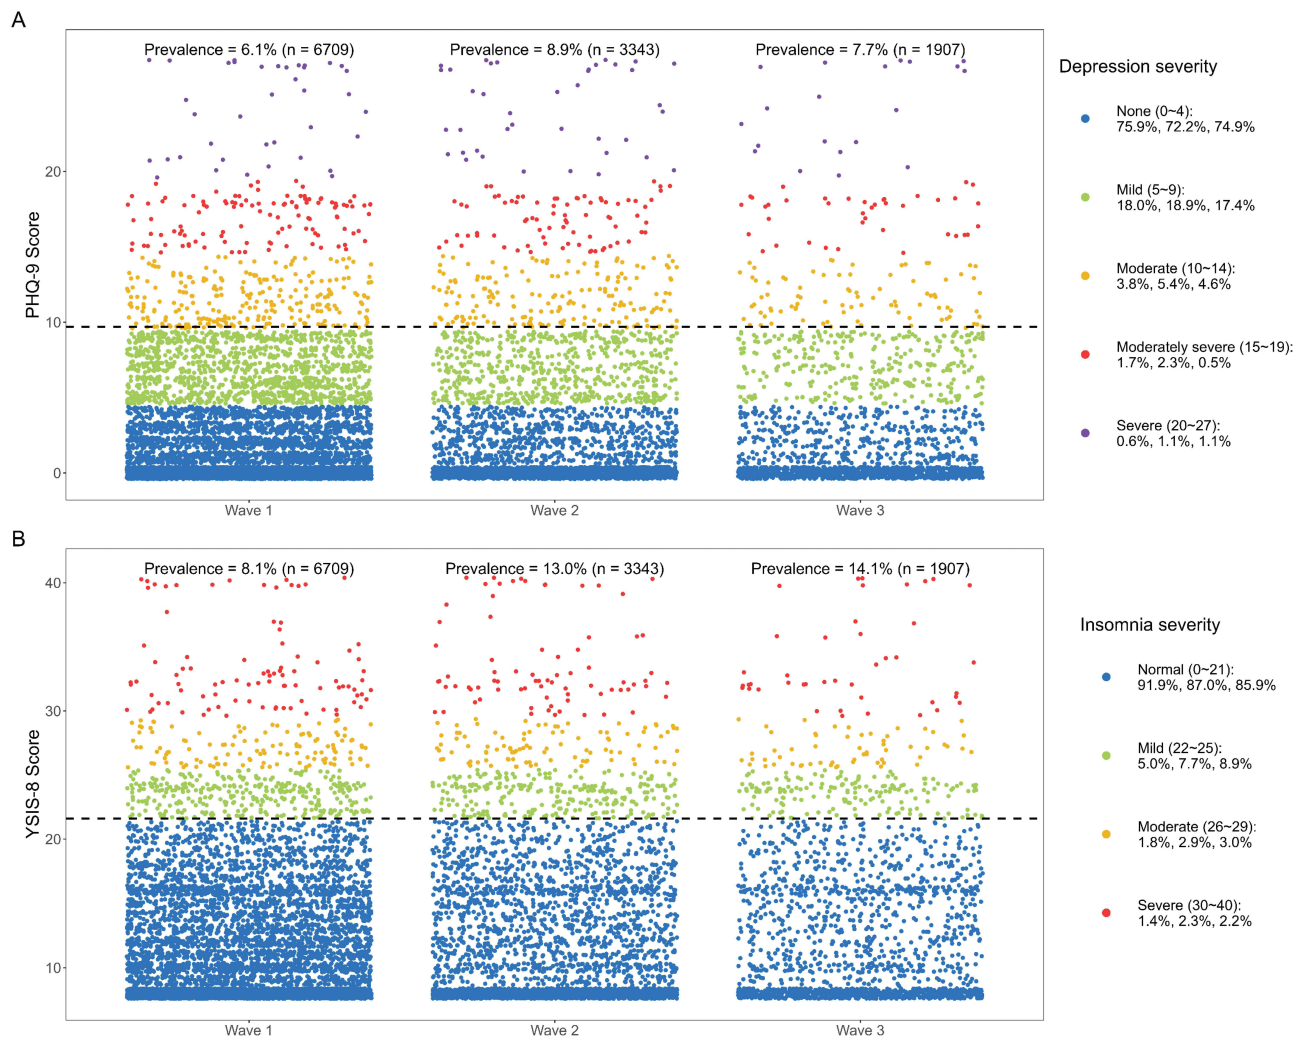 A
Prevalence = 6.1% (n = 6709)
Prevalence = 8.9% (n = 3343)
Prevalence = 7.7% (n = 1907)
PHQ-9 Score
20
10
0
Wave 1
Wave 2
Wave 3
Depression severity
None (0~4):
75.9%, 72.2%, 74.9%
Mild (5~9):
18.0%, 18.9%, 17.4%
Moderate (10~14):
3.8%, 5.4%, 4.6%
Moderately severe (15~19):
1.7%, 2.3%, 0.5%
Severe (20~27):
0.6%, 1.1%, 1.1%
B
Prevalence = 8.1% (n = 6709)
Prevalence = 13.0% (n = 3343)
Prevalence = 14.1% (n = 1907)
YSIS-8 Score
40
30
20
10
Wave 1
Wave 2
Wave 3
Insomnia severity
Normal (0~21):
91.9%, 87.0%, 85.9%
Mild (22~25):
5.0%, 7.7%, 8.9%
Moderate (26~29):
1.8%, 2.9%, 3.0%
Severe (30~40):
1.4%, 2.3%, 2.2%